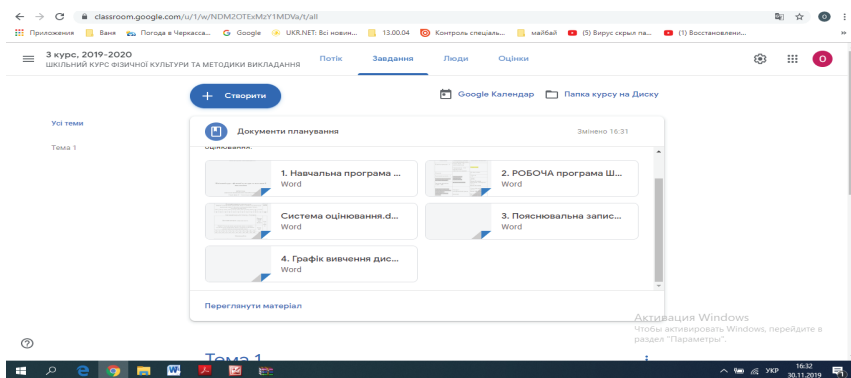 classroom.google.com/u/1/w/NDM2OTExMzY1MDVa/t/all
Приложения Ваня Погода в Черкасса... Google UKR.NET: Всі новин... 13.00.04 Контроль специаль... майбай (5) Вирус скрыл па... (1) Восстановлени...
3 курс, 2019-2020
ШКІЛЬНИЙ КУРС ФІЗИЧНОЇ КУЛЬТУРИ ТА МЕТОДИКИ ВИКЛАДАННЯ
Потік Завдання Люди Оцінки
Створити
Google Календар Папка курсу на Диску
Усі теми
Тема 1
Документи планування
Змінено 16:31
оцінювання.
1. Навчальна програма ...
Word
2. РОБОЧА програма Ш...
Word
Система оцінювання.d...
Word
3. Пояснювальна запис...
Word
4. Графік вивчення дис...
Word
Переглянути матеріал
Активация Windows
Чтобы активировать Windows, перейдите в
раздел "Параметры".
Тема 1
УКР
16:32
30.11.2019